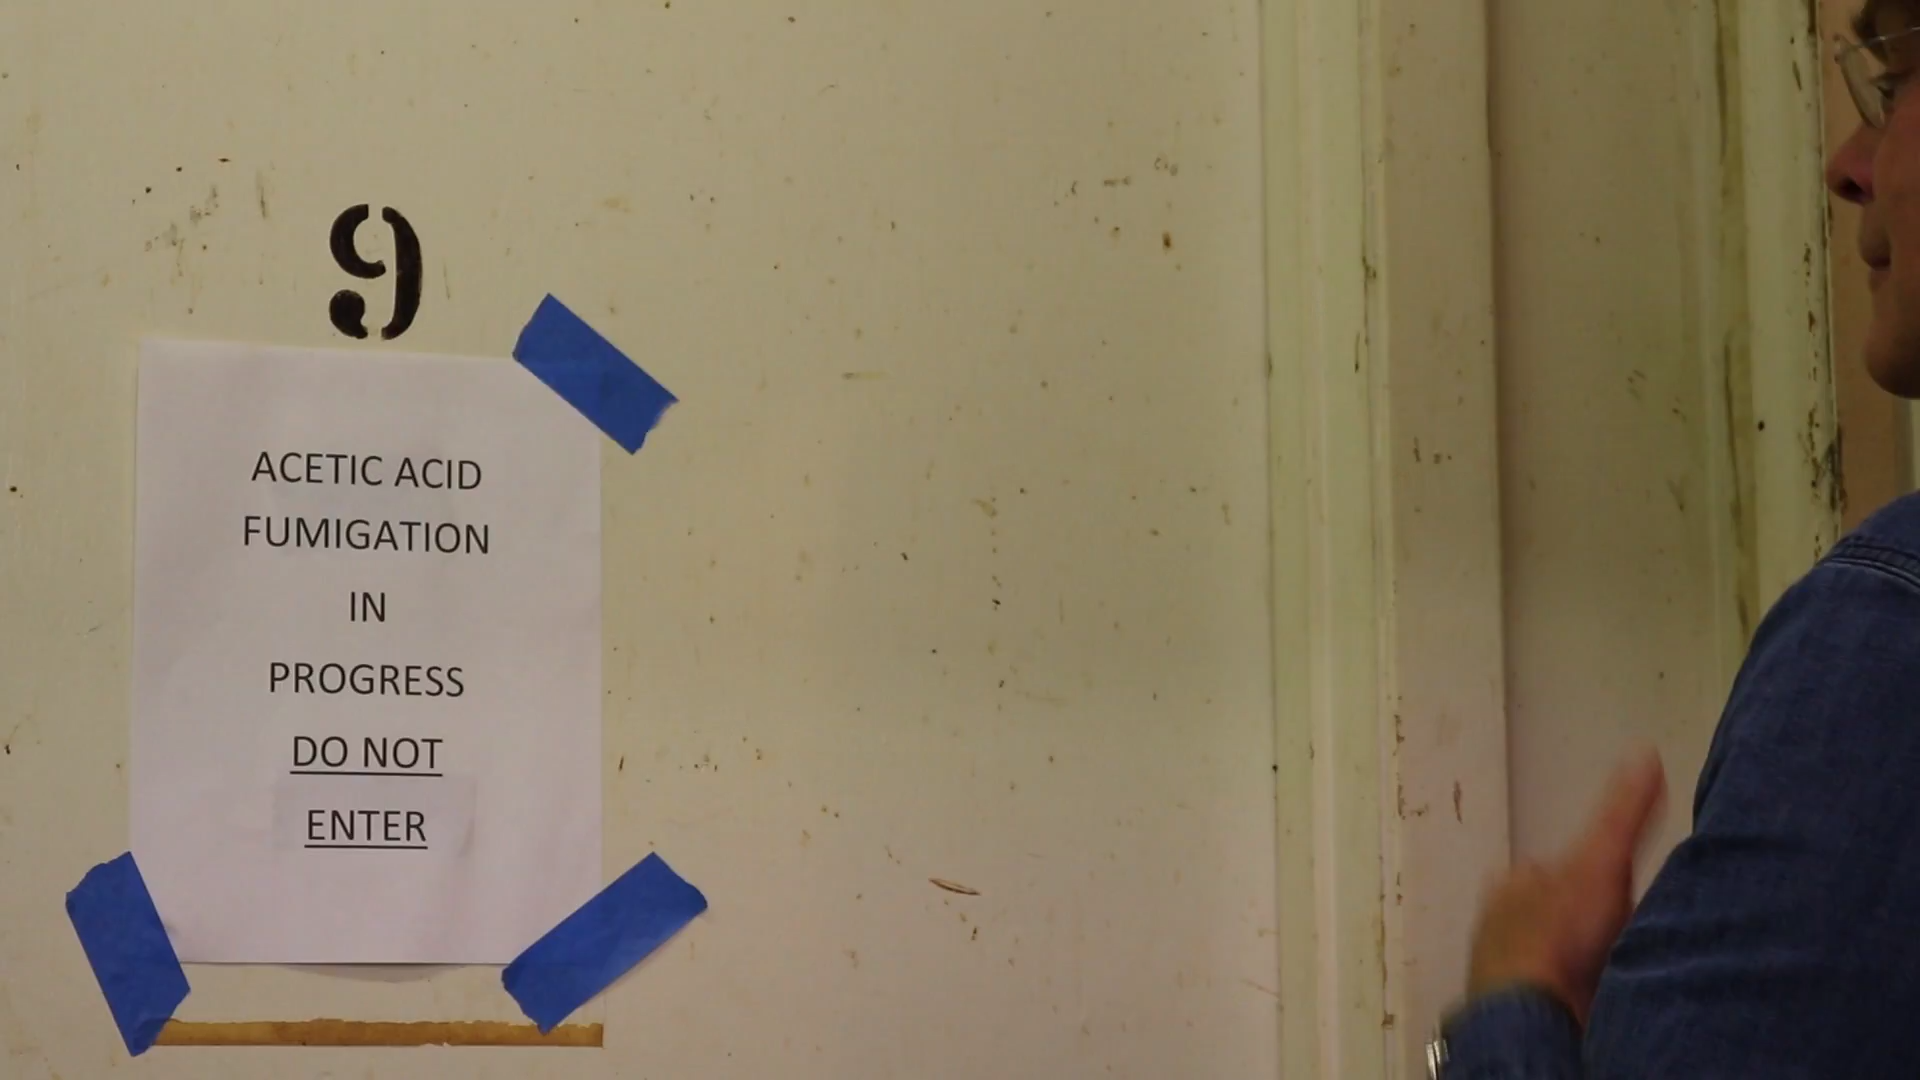 9
ACETIC ACID
FUMIGATION
IN
PROGRESS
DO NOT
ENTER